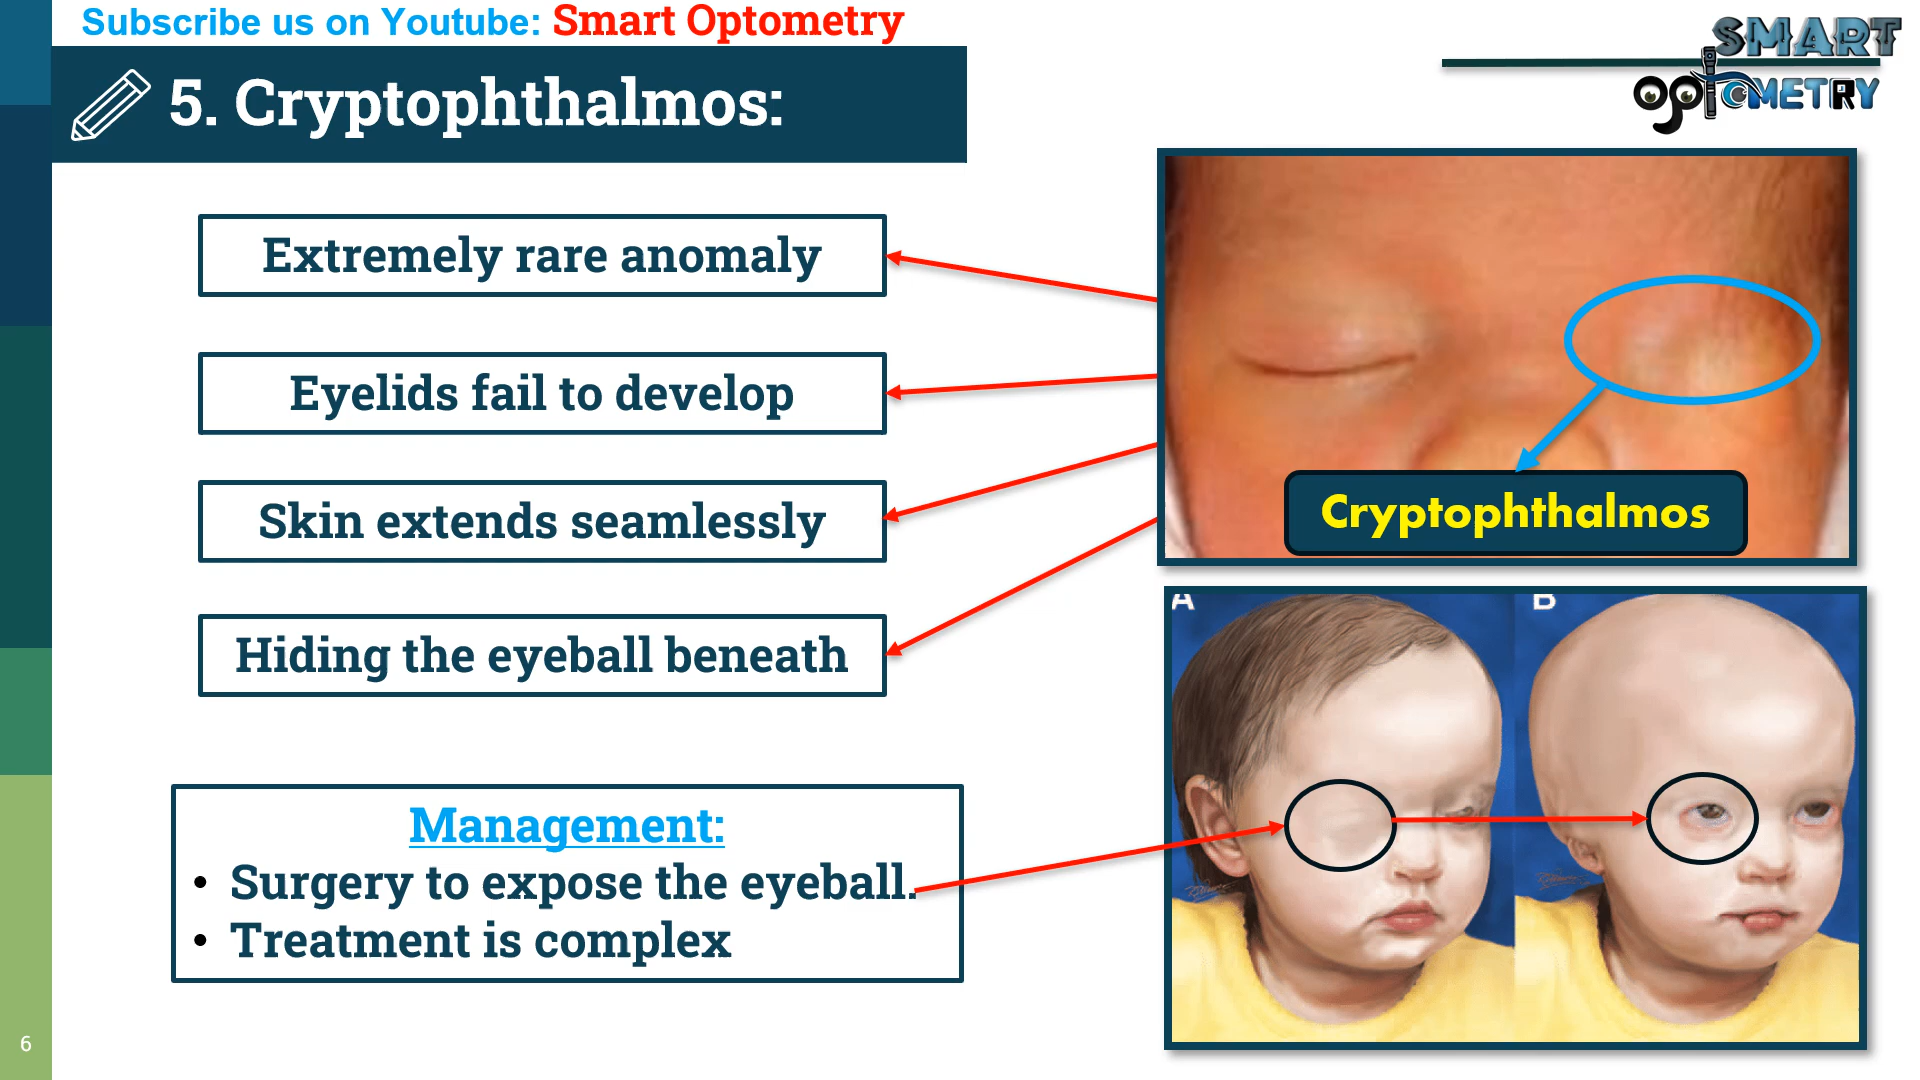 Subscribe us on Youtube: Smart Optometry
SMART
OPTOMETRY
5. Cryptophthalmos:
Extremely rare anomaly
Eyelids fail to develop
Skin extends seamlessly
Hiding the eyeball beneath
Cryptophthalmos
A
B
Management:
• Surgery to expose the eyeball.
• Treatment is complex
6